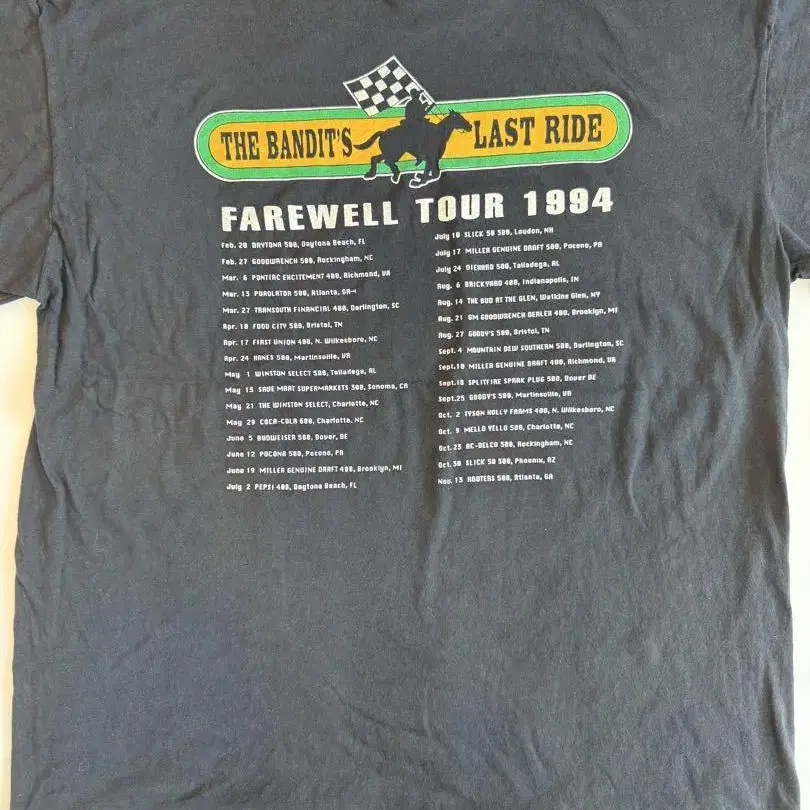 THE BANDIT'S LAST RIDE
FAREWELL TOUR 1994
Feb. 20 DAYTONA 500, Daytona Beach, FL
Feb. 27 GOODWRENCH 500, Rockingham, NC
Mar. 6 PONTIAC EXCITEMENT 400, Richmond, VA
Mar. 13 PUROLATOR 500, Atlanta, GA
Mar. 27 TRANSOUTH FINANCIAL 400, Darlington, SC
Apr. 10 FOOD CITY 500, Bristol, TN
Apr. 17 FIRST UNION 400, N. Wilkesboro, NC
Apr. 24 HANES 500, Martinsville, VA
May 1 WINSTON SELECT 500, Talladega, AL
May 15 SAVE MART SUPERMARKETS 300, Sonoma, CA
May 21 THE WINSTON SELECT, Charlotte, NC
May 29 COCA-COLA 600, Charlotte, NC
June 5 BUDWEISER 500, Dover, DE
June 12 POCONO 500, Pocono, PA
June 19 MILLER GENUINE DRAFT 400, Brooklyn, MI
July 2 PEPSI 400, Daytona Beach, FL
July 10 SLICK 50 300, Loudon, NH
July 17 MILLER GENUINE DRAFT 500, Pocono, PA
July 24 DIEHARD 500, Talladega, AL
Aug. 6 BRICKYARD 400, Indianapolis, IN
Aug. 14 THE BUD AT THE GLEN, Watkins Glen, NY
Aug. 21 GM GOODWRENCH DEALER 400, Brooklyn, MI
Aug. 27 GOODY'S 500, Bristol, TN
Sept. 4 MOUNTAIN DEW SOUTHERN 500, Darlington, SC
Sept.10 MILLER GENUINE DRAFT 400, Richmond, VA
Sept.18 SPLITFIRE SPARK PLUG 500, Dover DE
Sept.25 GOODY'S 500, Martinsville, VA
Oct. 2 TYSON HOLLY FARMS 400, N. Wilkesboro, NC
Oct. 9 MELLO YELLO 500, Charlotte, NC
Oct. 23 AC-DELCO 500, Rockingham, NC
Oct. 30 SLICK 50 500, Phoenix, AZ
Nov. 13 HOOTERS 500, Atlanta, GA